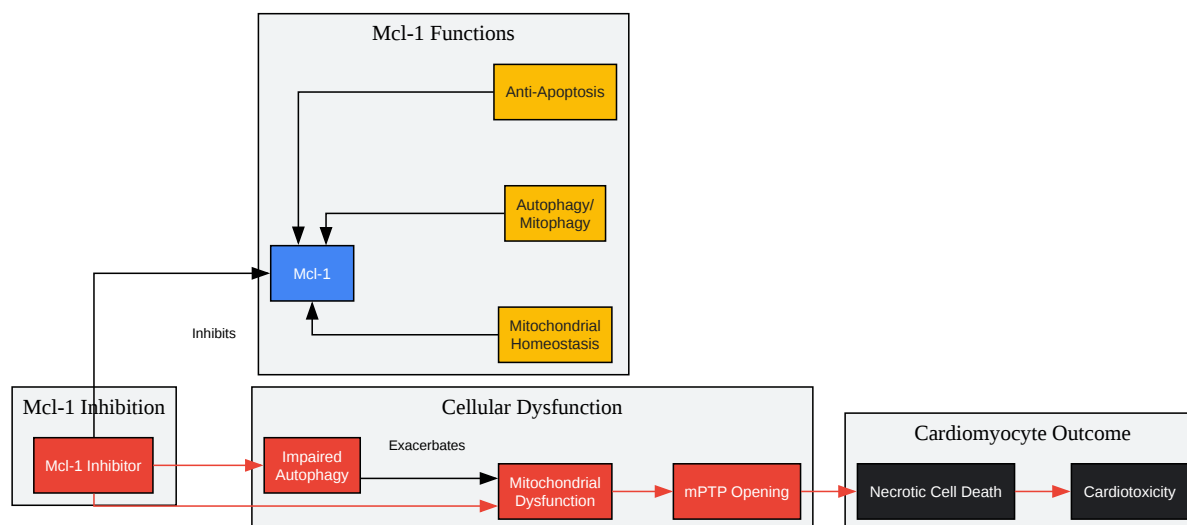 Mcl-1 Functions
Anti-Apoptosis
Autophagy/
Mitophagy
Mcl-1
Inhibits
Mitochondrial
Homeostasis
Mcl-1 Inhibition
Mcl-1 Inhibitor
Cellular Dysfunction
Impaired
Autophagy
Exacerbates
Mitochondrial
Dysfunction
mPTP Opening
Cardiomyocyte Outcome
Necrotic Cell Death
Cardiotoxicity